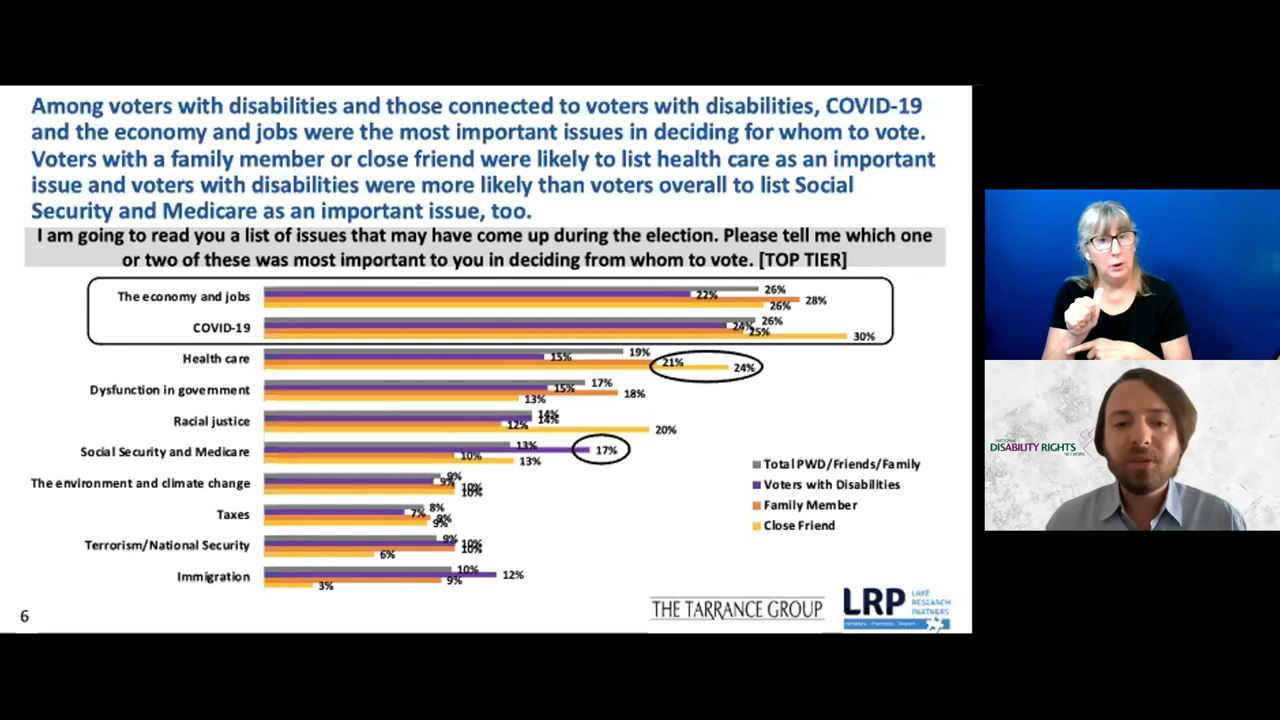 Among voters with disabilities and those connected to voters with disabilities, COVID-19
and the economy and jobs were the most important issues in deciding for whom to vote.
Voters with a family member or close friend were likely to list health care as an important
issue and voters with disabilities were more likely than voters overall to list Social
Security and Medicare as an important issue, too.
I am going to read you a list of issues that may have come up during the election. Please tell me which one
or two of these was most important to you in deciding from whom to vote. [TOP TIER]
The economy and jobs
26%
22%
28%
26%
COVID-19
26%
24%
25%
30%
Health care
19%
15%
21%
24%
Dysfunction in government
17%
15%
18%
13%
Racial justice
14%
14%
12%
20%
Social Security and Medicare
13%
17%
10%
13%
The environment and climate change
9%
9%
10%
10%
Taxes
8%
7%
9%
9%
Terrorism/National Security
9%
10%
10%
6%
Immigration
10%
12%
9%
3%
Total PWD/Friends/Family
Voters with Disabilities
Family Member
Close Friend
6
THE TARRANCE GROUP
LRP
LAKE
RESEARCH
PARTNERS
NATIONAL
DISABILITY RIGHTS
NETWORK